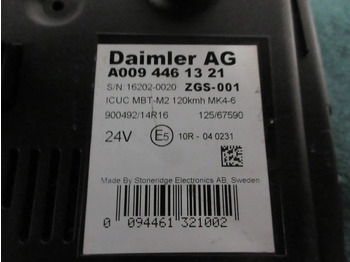 Daimler AG
A009 446 13 21
S/N 16202-0020 ZGS-001
ICUC MBT-M2 120kmh MK4-6
900492/14R16 125/67590
24V E5 10R - 04 0231
Made By Stoneridge Electronics AB, Sweden
0 094461 321002